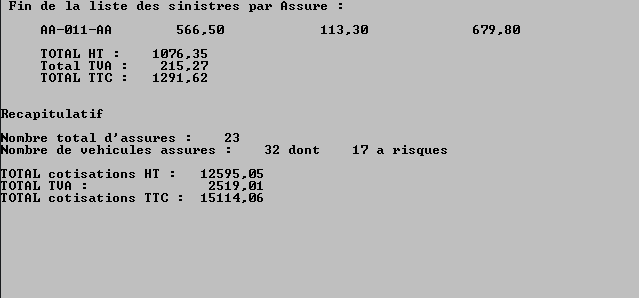 Fin de la liste des sinistres par Assure :
AA-011-AA 566,50 113,30 679,80
TOTAL HT : 1076,35
Total TVA : 215,27
TOTAL TTC : 1291,62
Recapitulatif
Nombre total d'assures : 23
Nombre de vehicules assures : 32 dont 17 a risques
TOTAL cotisations HT : 12595,05
TOTAL TVA : 2519,01
TOTAL cotisations TTC : 15114,06